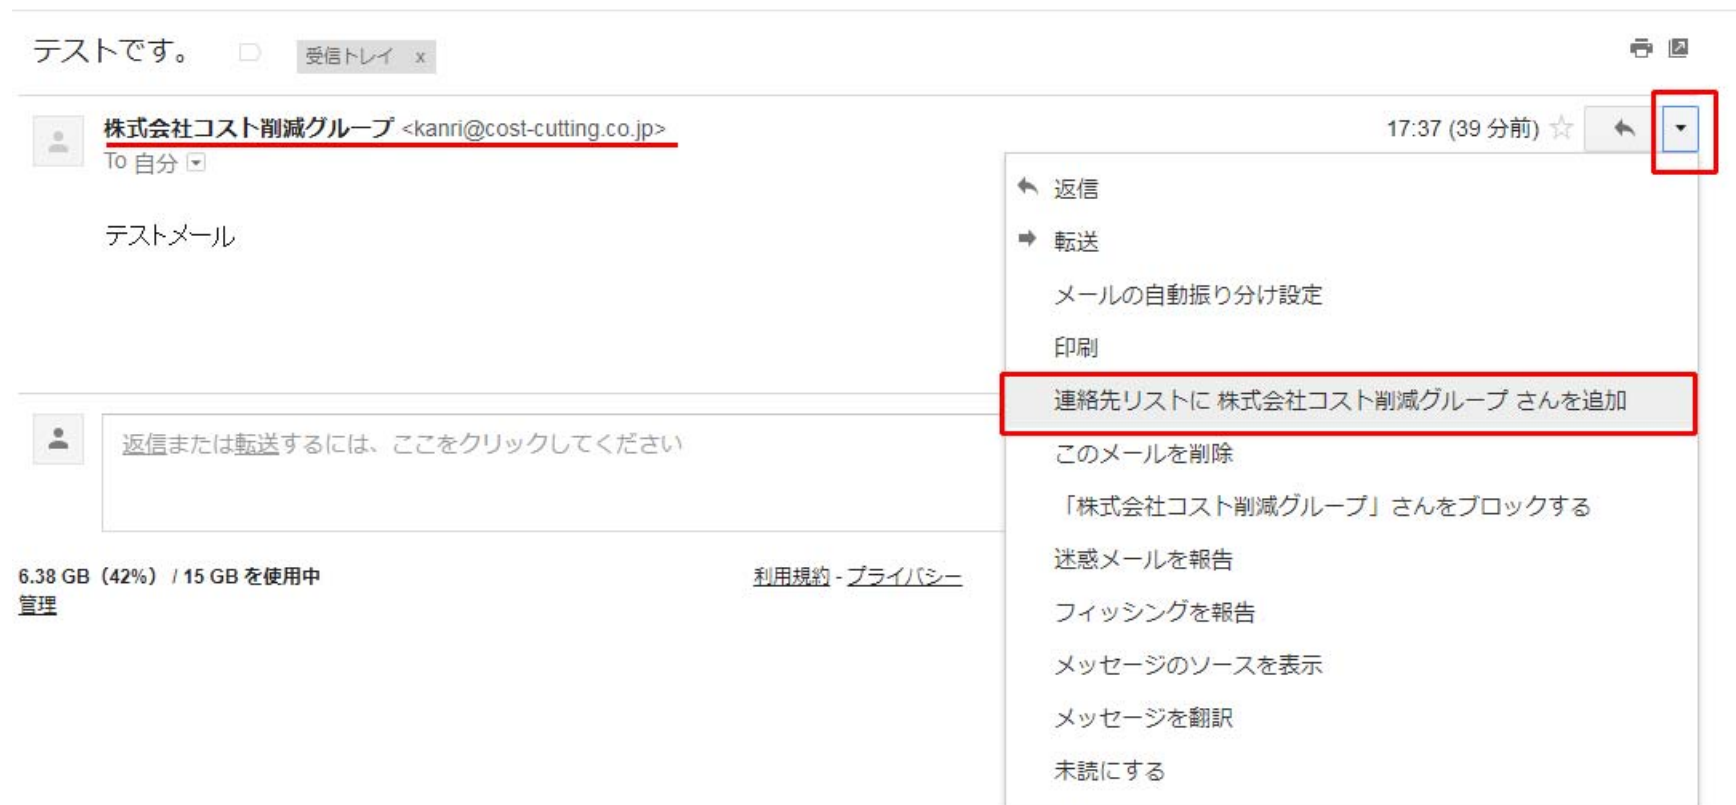 テストです。
受信トレイ x
株式会社コスト削減グループ <kanri@cost-cutting.co.jp>
17:37 (39 分前)
To 自分
テストメール
返信
転送
メールの自動振り分け設定
印刷
連絡先リストに 株式会社コスト削減グループ さんを追加
このメールを削除
「株式会社コスト削減グループ」さんをブロックする
迷惑メールを報告
フィッシングを報告
メッセージのソースを表示
メッセージを翻訳
未読にする
返信または転送するには、ここをクリックしてください
6.38 GB（42%） / 15 GB を使用中
管理
利用規約 - プライバシー